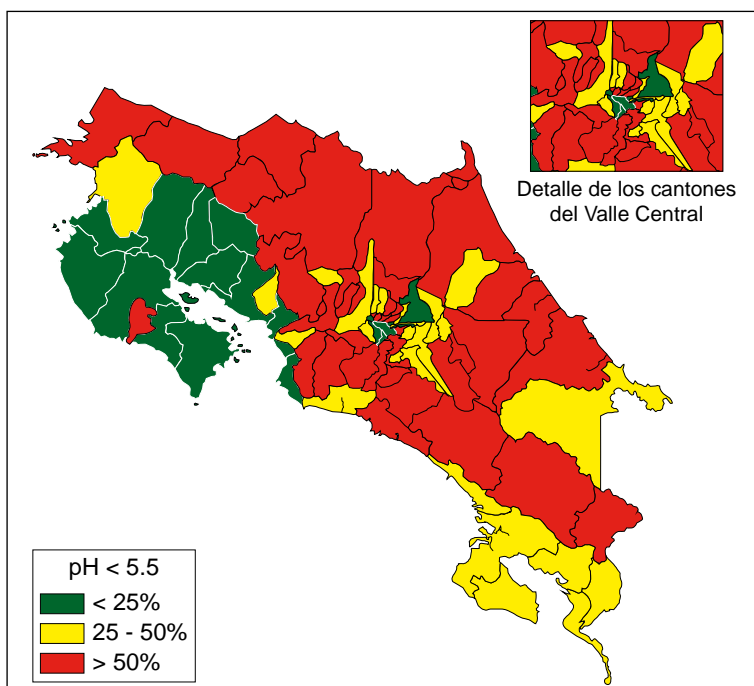 Detalle de los cantones
del Valle Central
pH < 5.5
< 25%
25 - 50%
> 50%